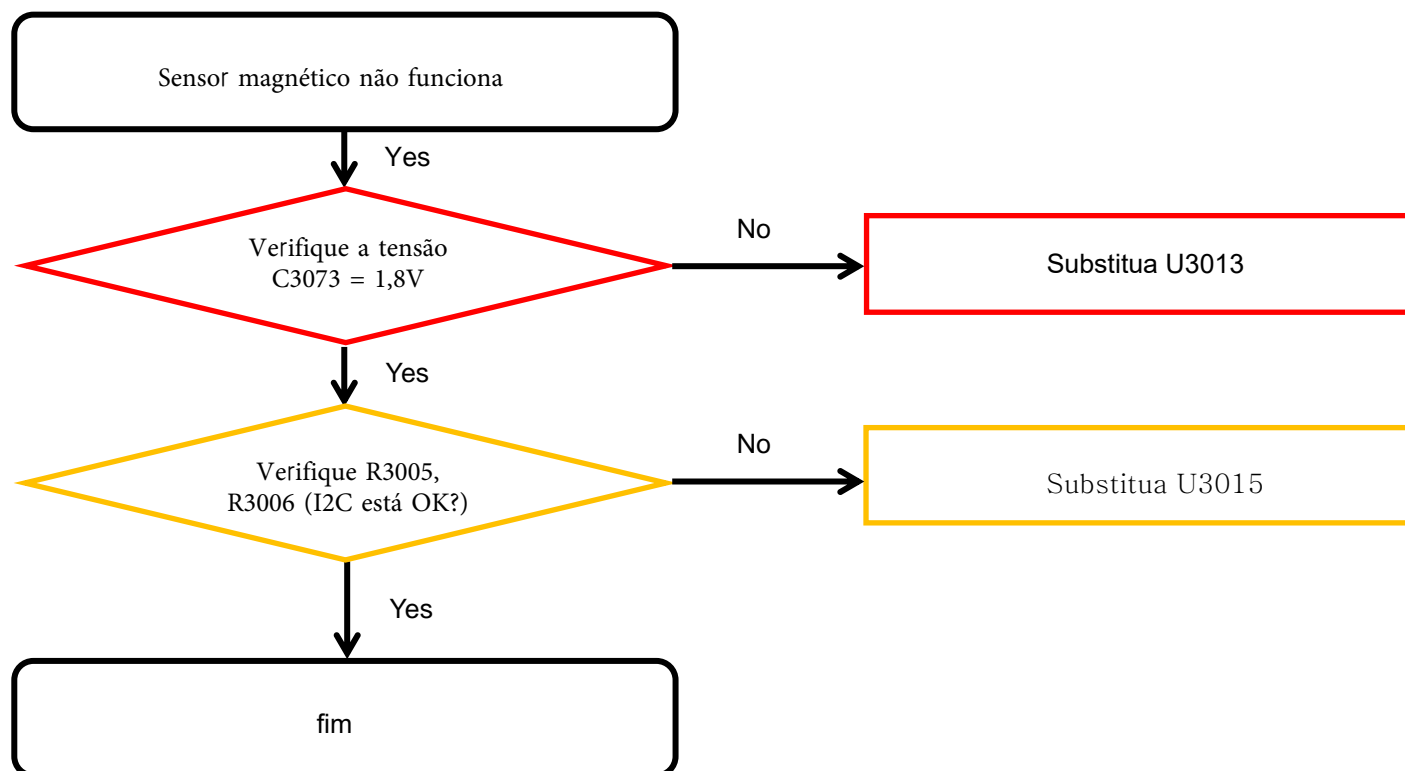 Sensor magnético não funciona
Yes
Verifique a tensão
C3073 = 1,8V
No
Substitua U3013
Yes
Verifique R3005,
R3006 (I2C está OK?)
No
Substitua U3015
Yes
fim